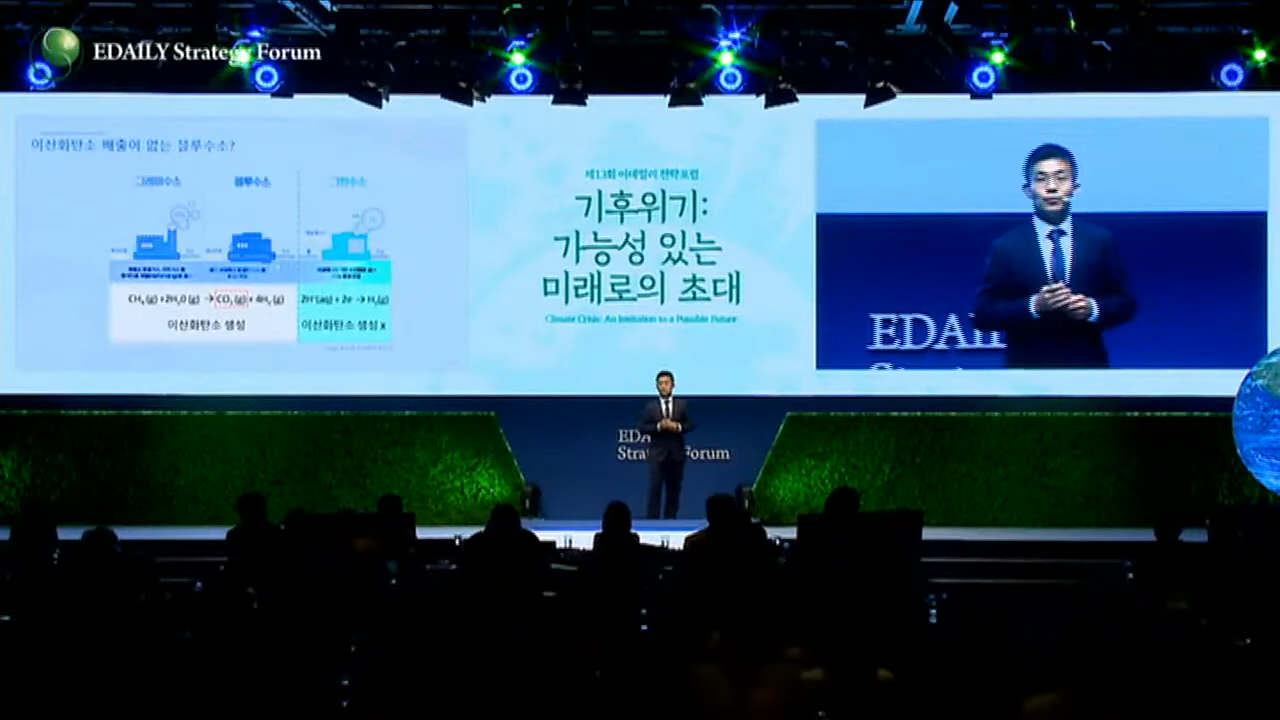 EDAILY Strategy Forum
이산화탄소 배출이 없는 블루수소?
그레이수소 블루수소 그린수소
CH₄(g) +2H₂O (g) → CO₂(g) + 4H₂(g)
2H⁺(aq) + 2e⁻ → H₂(g)
이산화탄소 생성
이산화탄소 생성 X
제13회 이데일리 전략포럼
기후위기:
가능성 있는
미래로의 초대
Climate Crisis: An Invitation to a Possible Future
EDAIL
EDA
Stra Forum